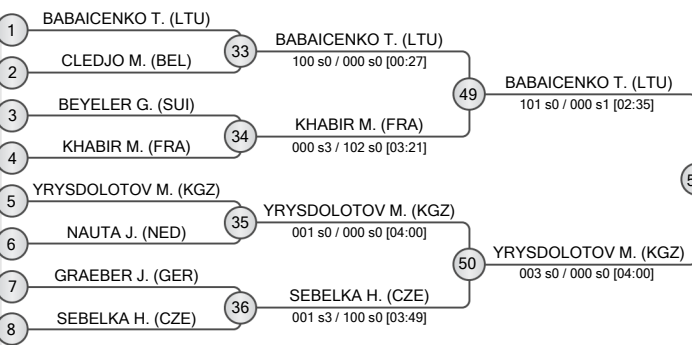 1
BABAICENKO T. (LTU)
2
CLEDJO M. (BEL)
33
BABAICENKO T. (LTU)
100 s0 / 000 s0 [00:27]
3
BEYELER G. (SUI)
4
KHABIR M. (FRA)
34
KHABIR M. (FRA)
000 s3 / 102 s0 [03:21]
49
BABAICENKO T. (LTU)
101 s0 / 000 s1 [02:35]
5
YRYSDOLOTOV M. (KGZ)
6
NAUTA J. (NED)
35
YRYSDOLOTOV M. (KGZ)
001 s0 / 000 s0 [04:00]
7
GRAEBER J. (GER)
8
SEBELKA H. (CZE)
36
SEBELKA H. (CZE)
001 s3 / 100 s0 [03:49]
50
YRYSDOLOTOV M. (KGZ)
003 s0 / 000 s0 [04:00]